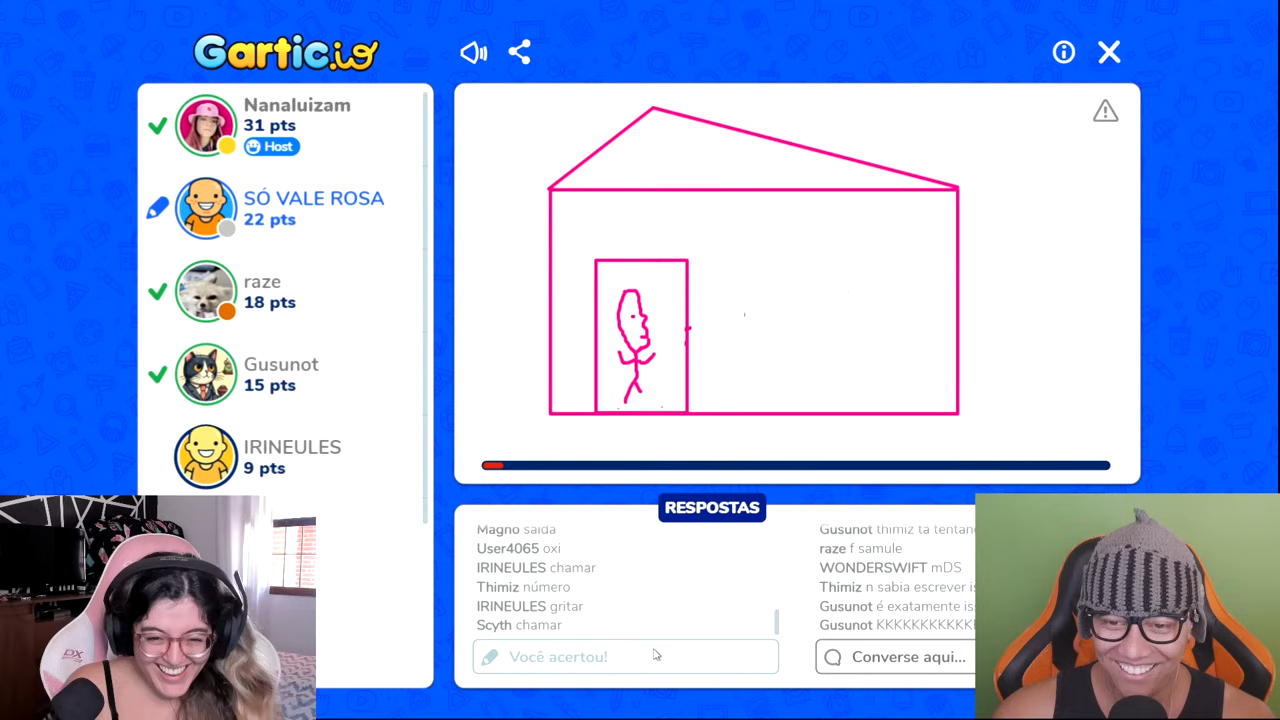 Gartic.io
Nanaluizam
31 pts
Host
SÓ VALE ROSA
22 pts
raze
18 pts
Gusunot
15 pts
IRINEULES
9 pts
RESPOSTAS
Magno saida
User4065 oxi
IRINEULES chamar
Thimiz número
IRINEULES gritar
Scyth chamar
Você acertou!
Gusunot thimiz ta tentand
raze f samule
WONDERSWIFT mDS
Thimiz n sabia escrever is
Gusunot é exatamente is
Gusunot KKKKKKKKKK
Converse aqui...
DX